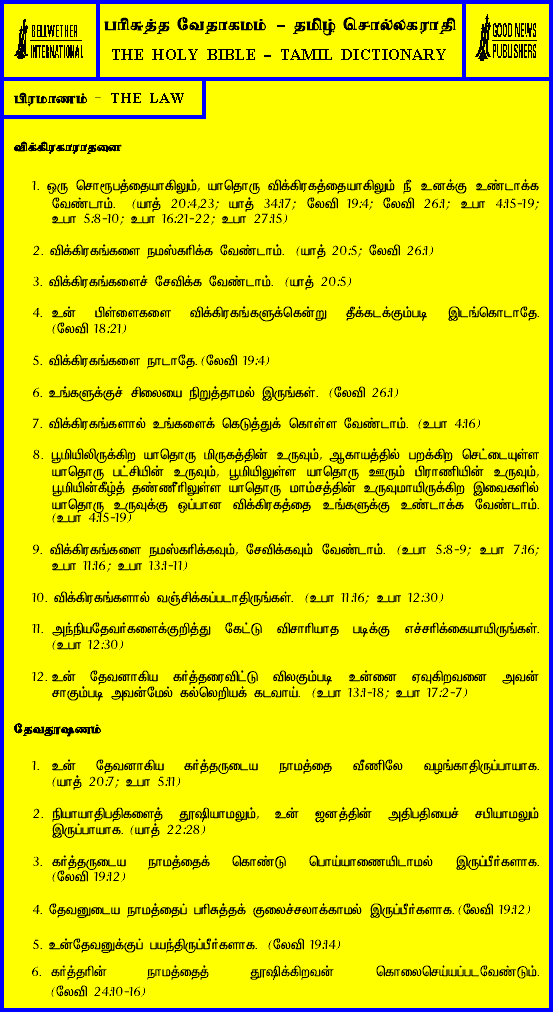 BELLWETHER
INTERNATIONAL
பரிசுத்த வேதாகமம் – தமிழ் சொல்லகராதி
THE HOLY BIBLE – TAMIL DICTIONARY
GOOD NEWS
PUBLISHERS
பிரமாணம் – THE LAW
விக்கிரகாராதனை
1. ஒரு சொரூபத்தையாகிலும், யாதொரு விக்கிரகத்தையாகிலும் நீ உனக்கு உண்டாக்க
வேண்டாம். (யாத் 20:4,23; யாத் 34:17; லேவி 19:4; லேவி 26:1; உபா 4:15-19;
உபா 5:8-10; உபா 16:21-22; உபா 27:15)
2. விக்கிரகங்களை நமஸ்கரிக்க வேண்டாம். (யாத் 20:5; லேவி 26:1)
3. விக்கிரகங்களைச் சேவிக்க வேண்டாம். (யாத் 20:5)
4. உன் பிள்ளைகளை விக்கிரகங்களுக்கென்று தீக்கடக்கும்படி இடங்கொடாதே.
(லேவி 18:21)
5. விக்கிரகங்களை நாடாதே. (லேவி 19:4)
6. உங்களுக்குச் சிலையை நிறுத்தாமல் இருங்கள். (லேவி 26:1)
7. விக்கிரகங்களால் உங்களைக் கெடுத்துக் கொள்ள வேண்டாம். (உபா 4:16)
8. பூமியிலிருக்கிற யாதொரு மிருகத்தின் உருவும், ஆகாயத்தில் பறக்கிற செட்டையுள்ள
யாதொரு பட்சியின் உருவும், பூமியிலுள்ள யாதொரு ஊரும் பிராணியின் உருவும்,
பூமியின்கீழ்த் தண்ணீரிலுள்ள யாதொரு மாம்சத்தின் உருவுமாயிருக்கிற இவைகளில்
யாதொரு உருவுக்கு ஒப்பான விக்கிரகத்தை உங்களுக்கு உண்டாக்க வேண்டாம்.
(உபா 4:15-19)
9. விக்கிரகங்களை நமஸ்கரிக்கவும், சேவிக்கவும் வேண்டாம். (உபா 5:8-9; உபா 7:16;
உபா 11:16; உபா 13:1-11)
10. விக்கிரகங்களால் வஞ்சிக்கப்படாதிருங்கள். (உபா 11:16; உபா 12:30)
11. அந்நியதேவர்களைக்குறித்து கேட்டு விசாரியாத படிக்கு எச்சரிக்கையாயிருங்கள்.
(உபா 12:30)
12. உன் தேவனாகிய கர்த்தரைவிட்டு விலகும்படி உன்னை ஏவுகிறவனை அவன்
சாகும்படி அவன்மேல் கல்லெறியக் கடவாய். (உபா 13:1-18; உபா 17:2-7)
தேவதூஷணம்
1. உன் தேவனாகிய கர்த்தருடைய நாமத்தை வீணிலே வழங்காதிருப்பாயாக.
(யாத் 20:7; உபா 5:11)
2. நியாயாதிபதிகளைத் தூஷியாமலும், உன் ஜனத்தின் அதிபதியைச் சபியாமலும்
இருப்பாயாக. (யாத் 22:28)
3. கர்த்தருடைய நாமத்தைக் கொண்டு பொய்யாணையிடாமல் இருப்பீர்களாக.
(லேவி 19:12)
4. தேவனுடைய நாமத்தைப் பரிசுத்தக் குலைச்சலாக்காமல் இருப்பீர்களாக. (லேவி 19:12)
5. உன்தேவனுக்குப் பயந்திருப்பீர்களாக. (லேவி 19:14)
6. கர்த்தரின் நாமத்தைத் தூஷிக்கிறவன் கொலைசெய்யப்படவேண்டும்.
(லேவி 24:10-16)